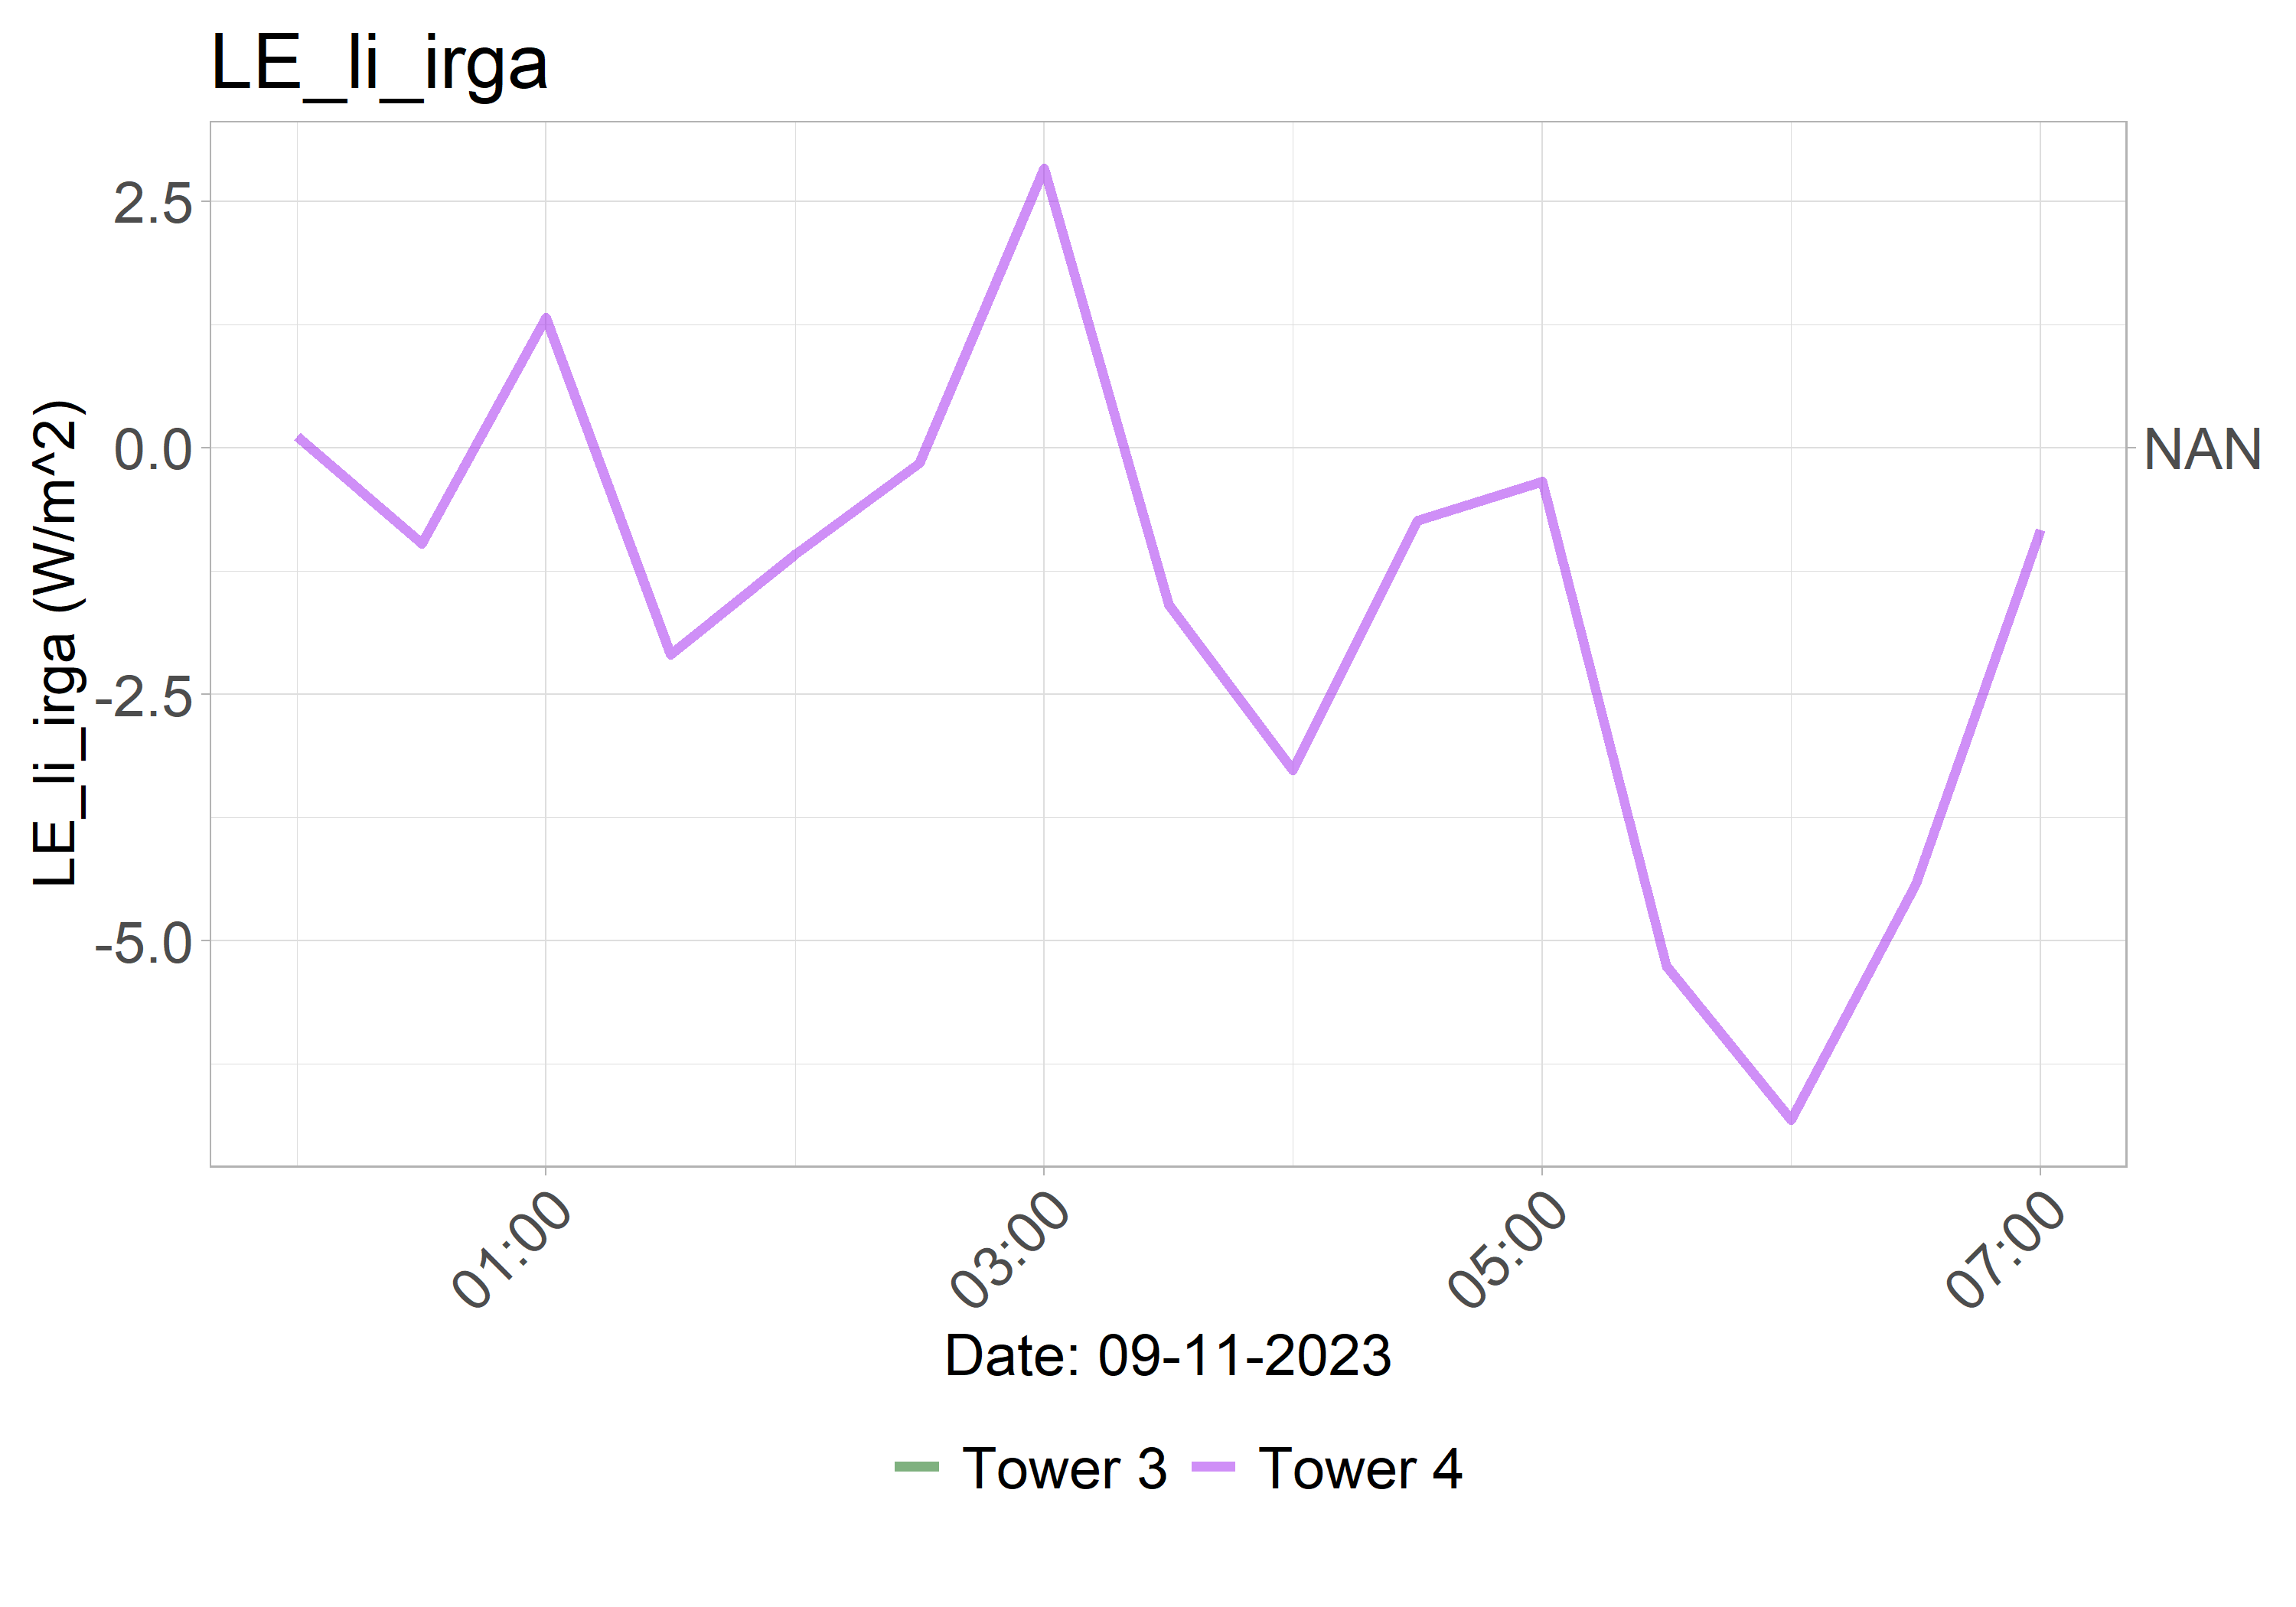 LE_li_irga
LE_li_irga (W/m^2)
2.5
0.0
-2.5
-5.0
NAN
01:00
03:00
05:00
07:00
Date: 09-11-2023
Tower 3
Tower 4